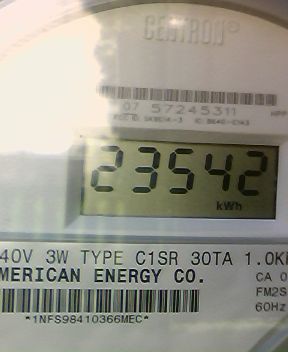 CENTRON®
07 57245311
23542
kWh
40V 3W TYPE C1SR 30TA 1.0K
MERICAN ENERGY CO.
CA 0
FM2S
60Hz
*1NFS98410366MEC*